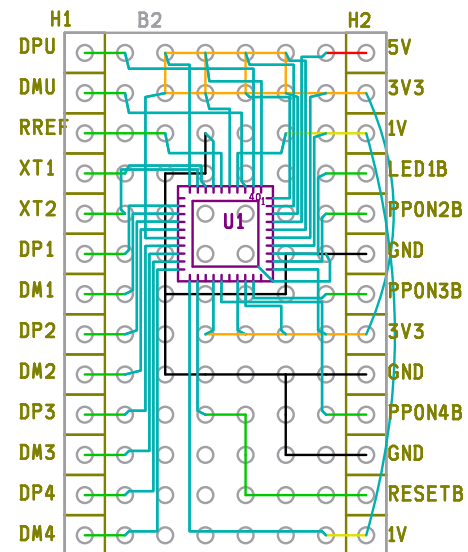 H1 B2 H2
DPU 5V
DMU 3V3
RREF 1V
XT1 LED1B
XT2 40 1 PPON2B
U1
DP1 GND
DM1 PPON3B
DP2 3V3
DM2 GND
DP3 PPON4B
DM3 GND
DP4 RESETB
DM4 1V